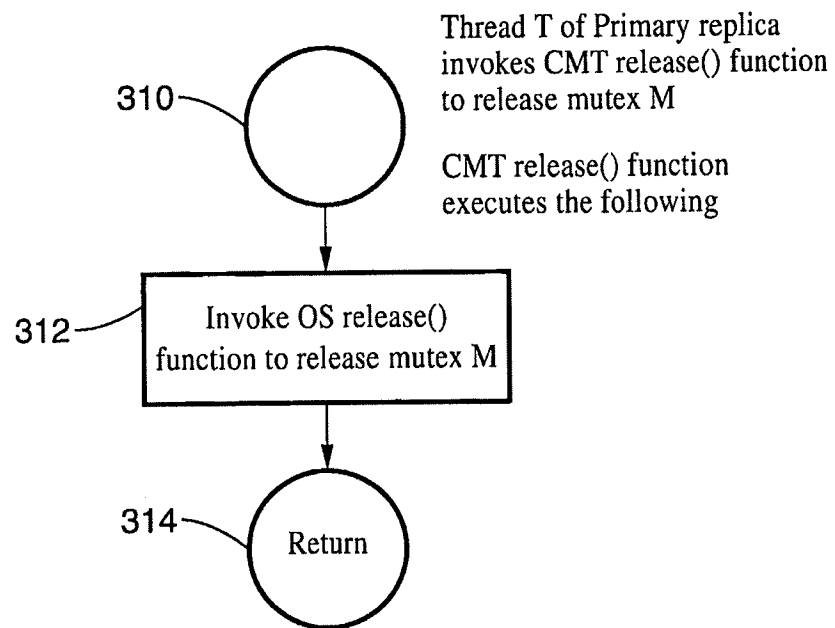 Thread T of Primary replica
invokes CMT release() function
to release mutex M
310
CMT release() function
executes the following
312
Invoke OS release()
function to release mutex M
314
Return